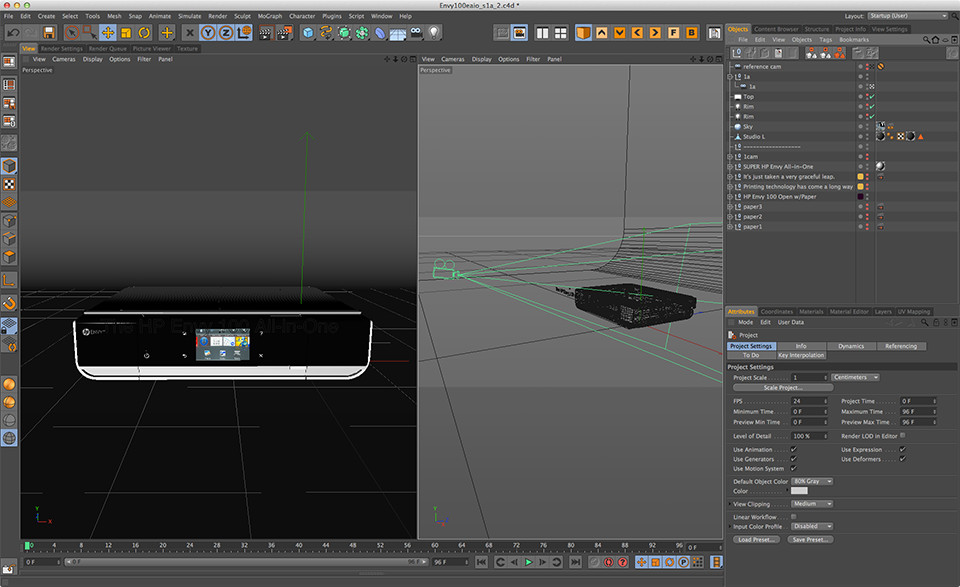 Envy100eaio_s1a_2.c4d *
File Edit Create Select Tools Mesh Snap Animate Simulate Render Sculpt MoGraph Character Plugins Script Window Help
Layout: Startup (User)
View Render Settings Render Queue Picture Viewer Texture
View Cameras Display Options Filter Panel
Perspective
The HP Envy 100 All-in-One
View Cameras Display Options Filter Panel
Perspective
X Y Z
F B
Objects Content Browser Structure Project Info View Settings
File Edit View Objects Tags Bookmarks
reference cam
1a
1a
Top
Rim
Rim
Sky
Studio L
--------------------
1cam
SUPER HP Envy All-in-One
It's just taken a very graceful leap.
Printing technology has come a long way
HP Envy 100 Open w/Paper
paper3
paper2
paper1
Attributes Coordinates Materials Material Editor Layers UV Mapping
Mode Edit User Data
Project
Project Settings Info Dynamics Referencing
To Do Key Interpolation
Project Settings
Project Scale 1 Centimeters
Scale Project...
FPS 24 Project Time 0 F
Minimum Time 0 F Maximum Time 96 F
Preview Min Time 0 F Preview Max Time 96 F
Level of Detail 100 % Render LOD in Editor
Use Animation Use Expression
Use Generators Use Deformers
Use Motion System
Default Object Color 80% Gray
Color
View Clipping Medium
Linear Workflow
Input Color Profile Disabled
Load Preset... Save Preset...
0 4 8 12 16 20 24 28 32 36 40 44 48 52 56 60 64 68 72 76 80 84 88 92 96 0 F
0 F 0 F 96 F 96 F